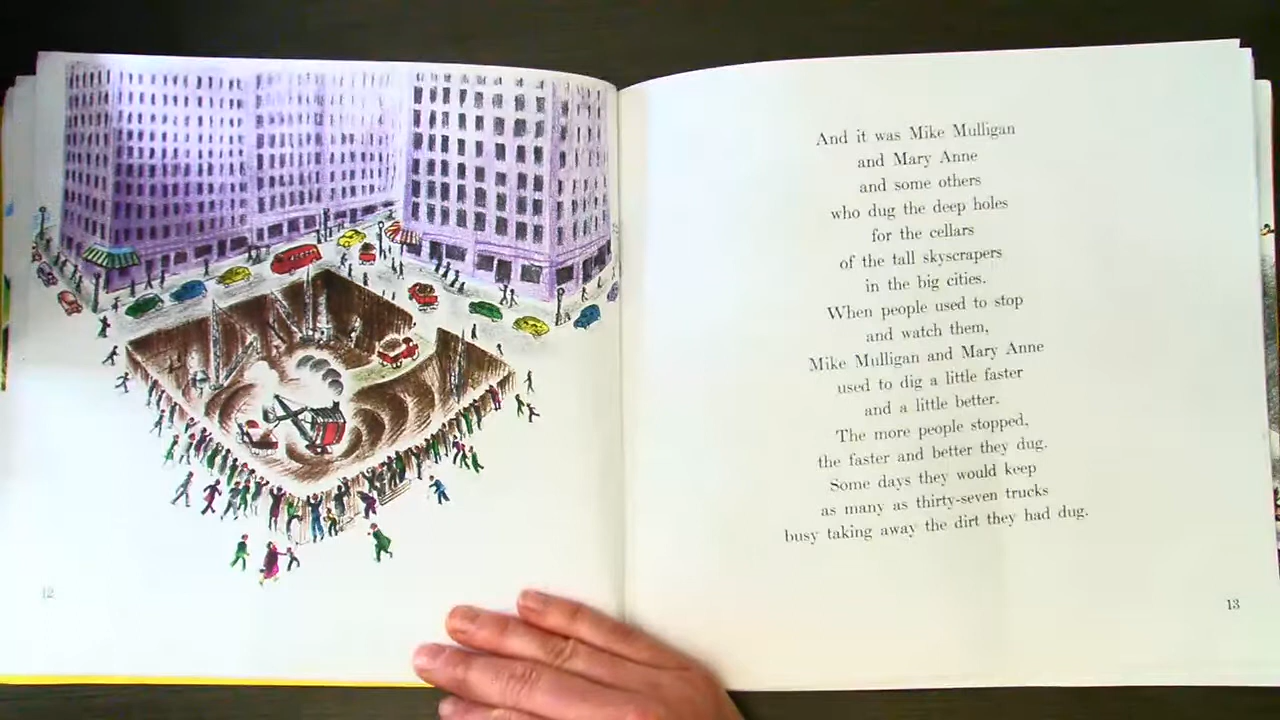 And it was Mike Mulligan
and Mary Anne
and some others
who dug the deep holes
for the cellars
of the tall skyscrapers
in the big cities.
When people used to stop
and watch them,
Mike Mulligan and Mary Anne
used to dig a little faster
and a little better.
The more people stopped,
the faster and better they dug.
Some days they would keep
as many as thirty-seven trucks
busy taking away the dirt they had dug.
12
13